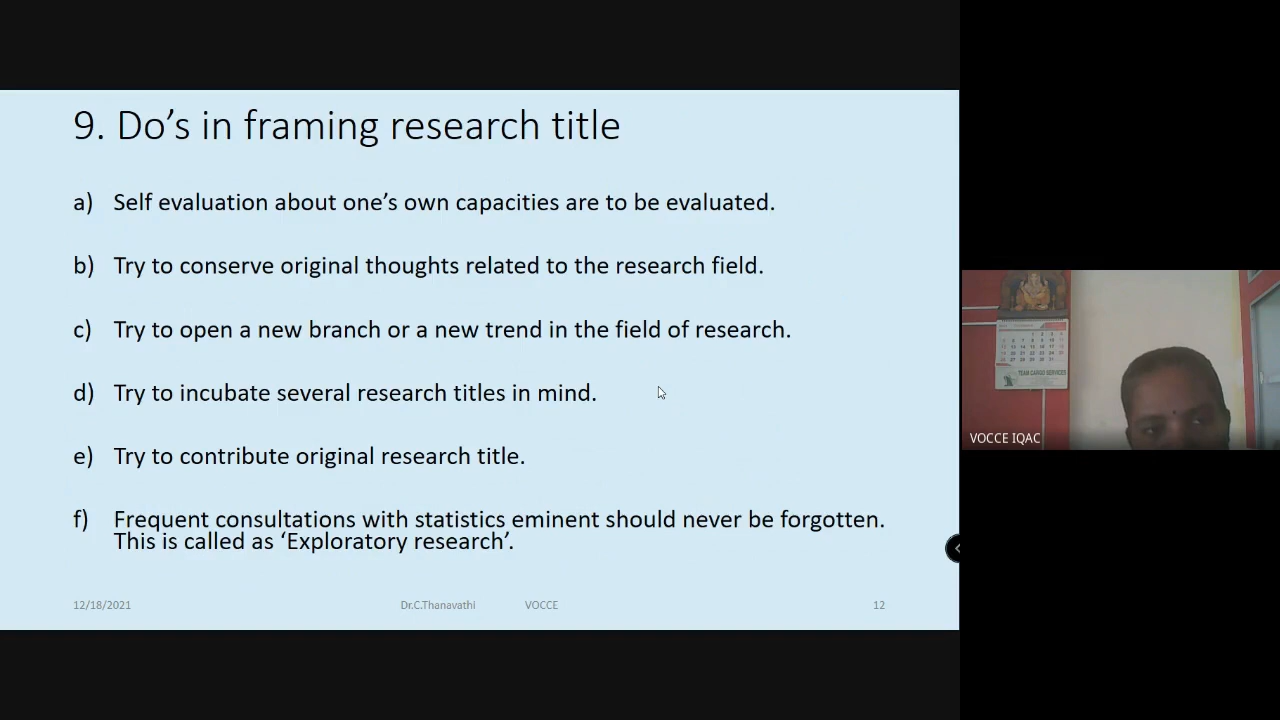 9. Do’s in framing research title
a) Self evaluation about one’s own capacities are to be evaluated.
b) Try to conserve original thoughts related to the research field.
c) Try to open a new branch or a new trend in the field of research.
d) Try to incubate several research titles in mind.
e) Try to contribute original research title.
f) Frequent consultations with statistics eminent should never be forgotten.
This is called as ‘Exploratory research’.
12/18/2021 Dr.C.Thanavathi VOCCE 12
TEAM CARGO SERVICES
VOCCE IQAC